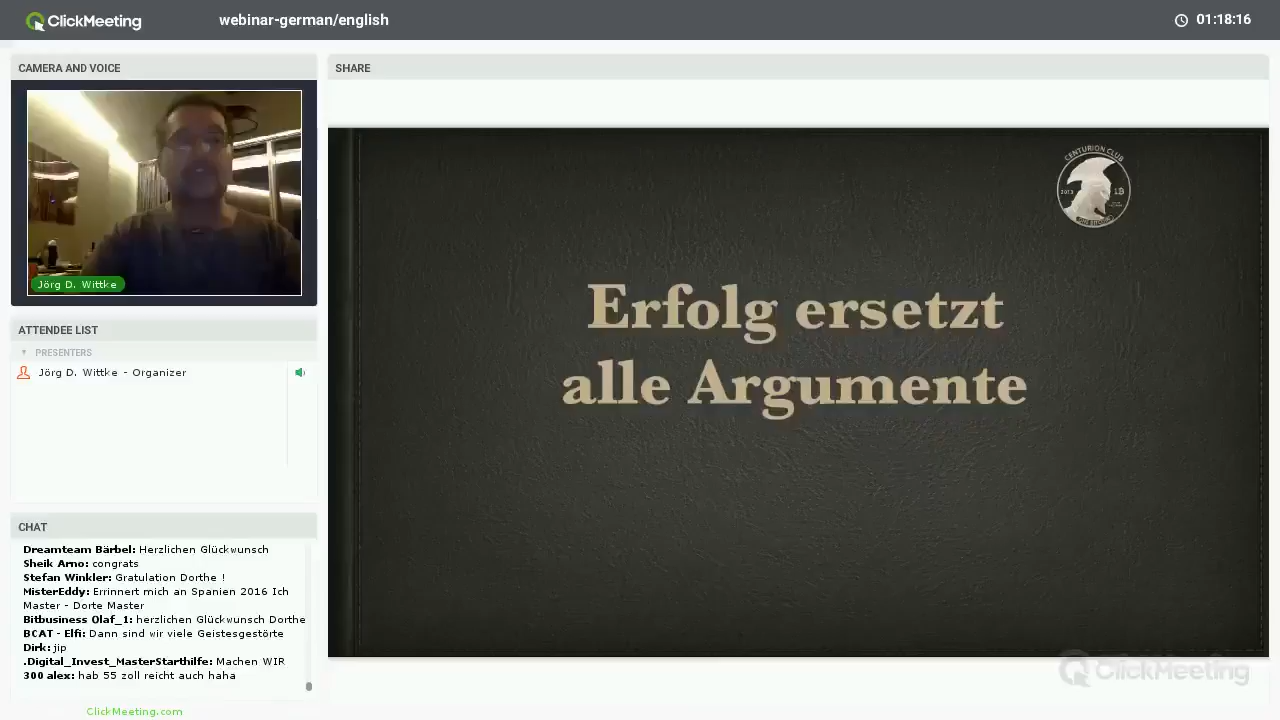 ClickMeeting
webinar-german/english
01:18:16
CAMERA AND VOICE
Jörg D. Wittke
ATTENDEE LIST
PRESENTERS
Jörg D. Wittke - Organizer
CHAT
Dreamteam Bärbel: Herzlichen Glückwunsch
Sheik Arno: congrats
Stefan Winkler: Gratulation Dorthe !
MisterEddy: Errinnert mich an Spanien 2016 Ich
Master - Dorte Master
Bitbusiness Olaf_1: herzlichen Glückwunsch Dorthe
BCAT - Elfi: Dann sind wir viele Geistesgestörte
Dirk: jip
.Digital_Invest_MasterStarthilfe: Machen WIR
300 alex: hab 55 zoll reicht auch haha
ClickMeeting.com
SHARE
CENTURION CLUB
2013
Erfolg ersetzt
alle Argumente
ClickMeeting